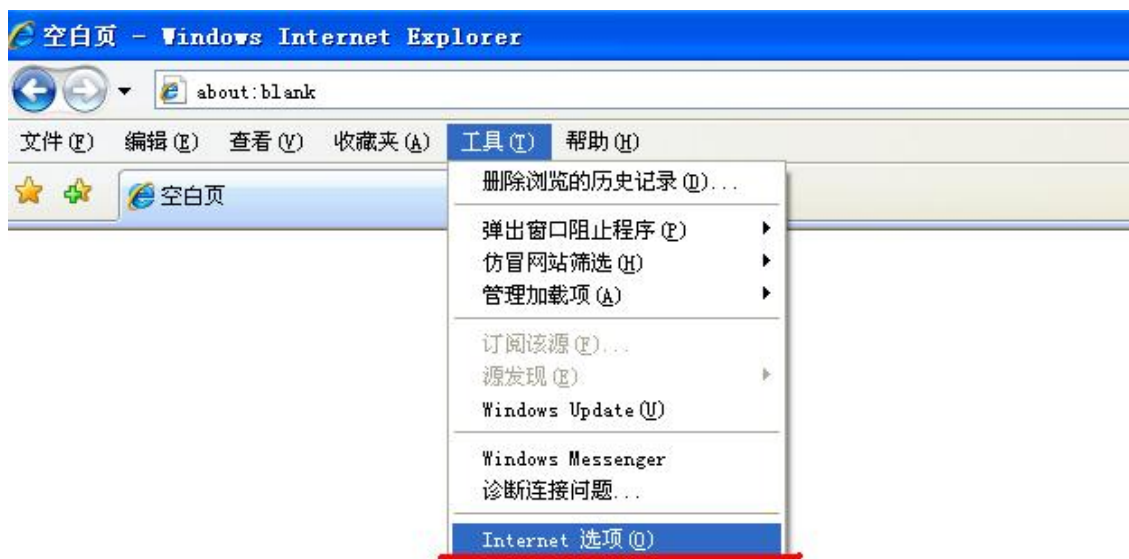 空白页 - Windows Internet Explorer
about:blank
文件(F) 编辑(E) 查看(V) 收藏夹(A) 工具(T) 帮助(H)
空白页
删除浏览的历史记录(D)...
弹出窗口阻止程序(P)
仿冒网站筛选(H)
管理加载项(A)
订阅该源(F)...
源发现(E)
Windows Update(U)
Windows Messenger
诊断连接问题...
Internet 选项(O)